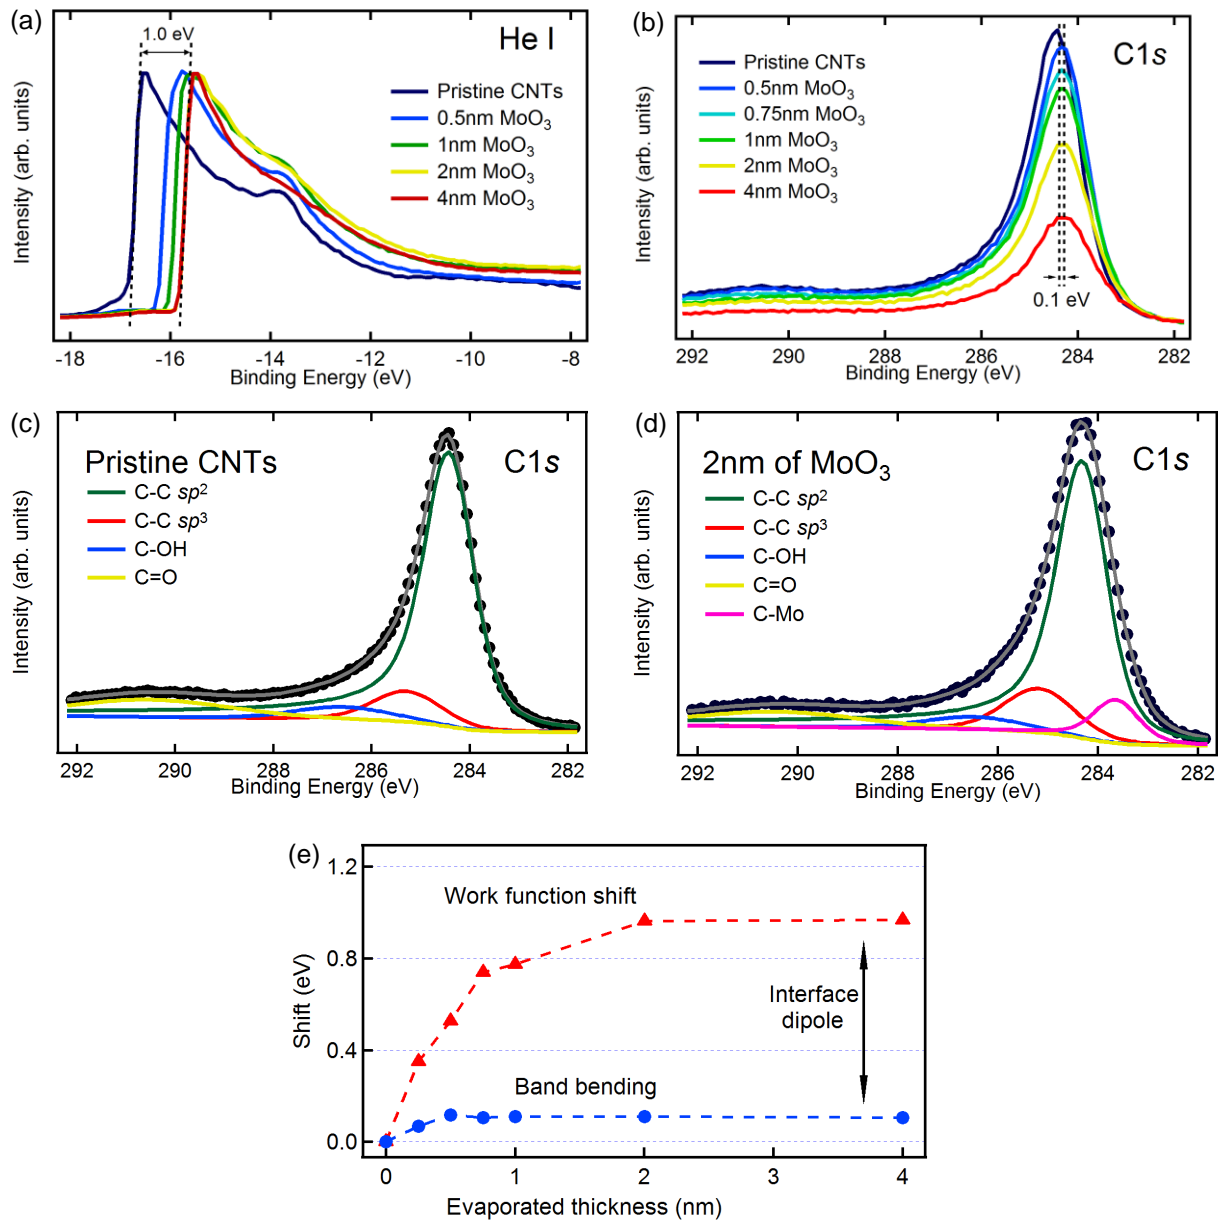 (a)
1.0 eV
He I
Pristine CNTs
0.5nm MoO3
1nm MoO3
2nm MoO3
4nm MoO3
Intensity (arb. units)
-18 -16 -14 -12 -10 -8
Binding Energy (eV)
(b)
C1s
Pristine CNTs
0.5nm MoO3
0.75nm MoO3
1nm MoO3
2nm MoO3
4nm MoO3
0.1 eV
Intensity (arb. units)
292 290 288 286 284 282
Binding Energy (eV)
(c)
Pristine CNTs
C1s
C-C sp2
C-C sp3
C-OH
C=O
Intensity (arb. units)
292 290 288 286 284 282
Binding Energy (eV)
(d)
2nm of MoO3
C1s
C-C sp2
C-C sp3
C-OH
C=O
C-Mo
Intensity (arb. units)
292 290 288 286 284 282
Binding Energy (eV)
(e)
1.2
Work function shift
0.8
Interface
dipole
Shift (eV)
0.4
Band bending
0.0
0 1 2 3 4
Evaporated thickness (nm)